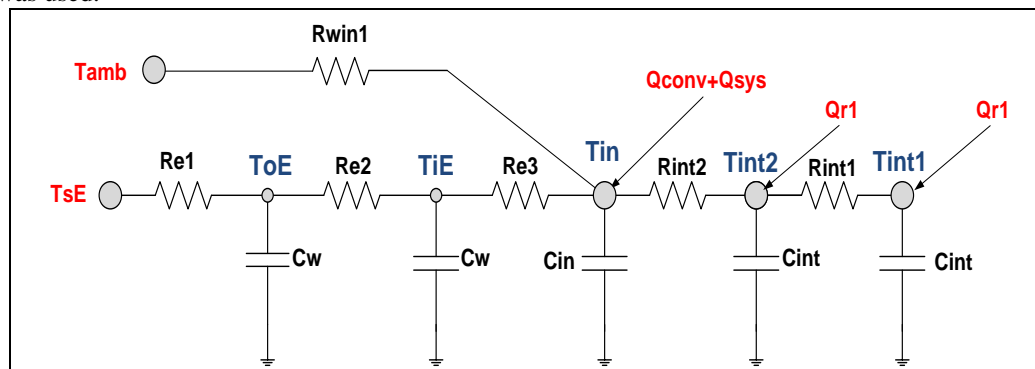 was used.
Rwin1
Tamb
Qconv+Qsys
Qr1
Qr1
Re1
ToE
Re2
TiE
Re3
Tin
Rint2
Tint2
Rint1
Tint1
TsE
Cw
Cw
Cin
Cint
Cint